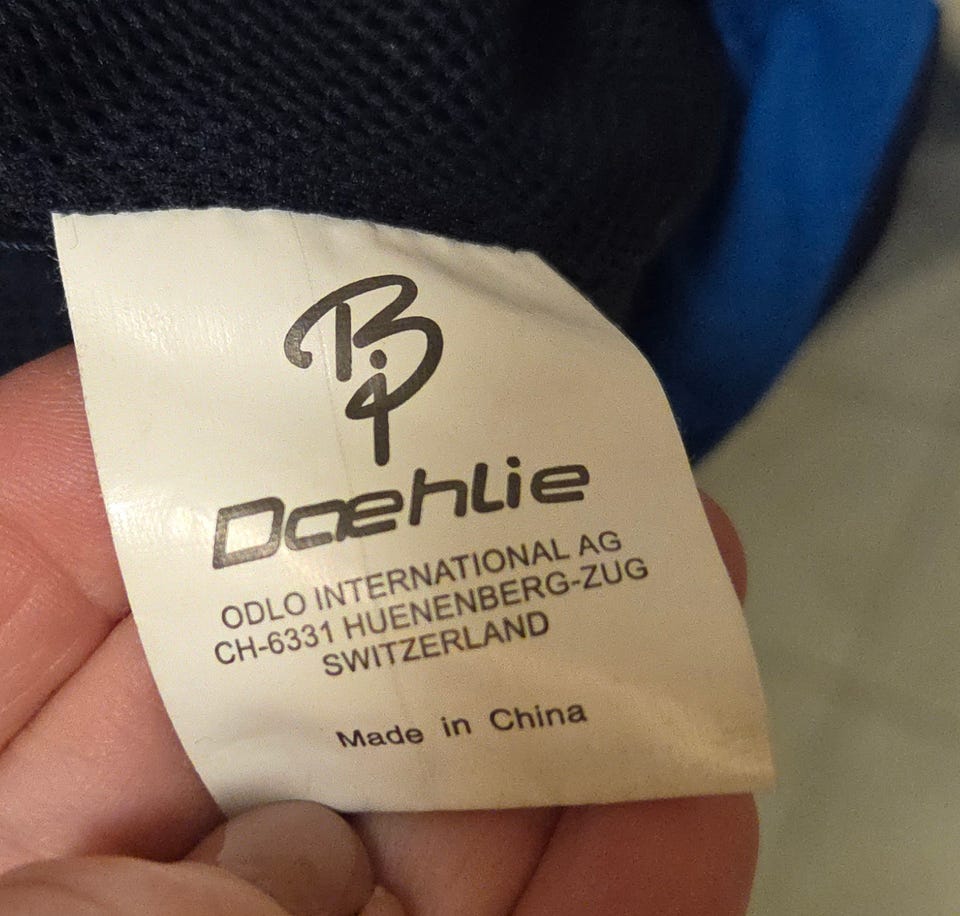 Daehlie
ODLO INTERNATIONAL AG
CH-6331 HUENENBERG-ZUG
SWITZERLAND
Made in China